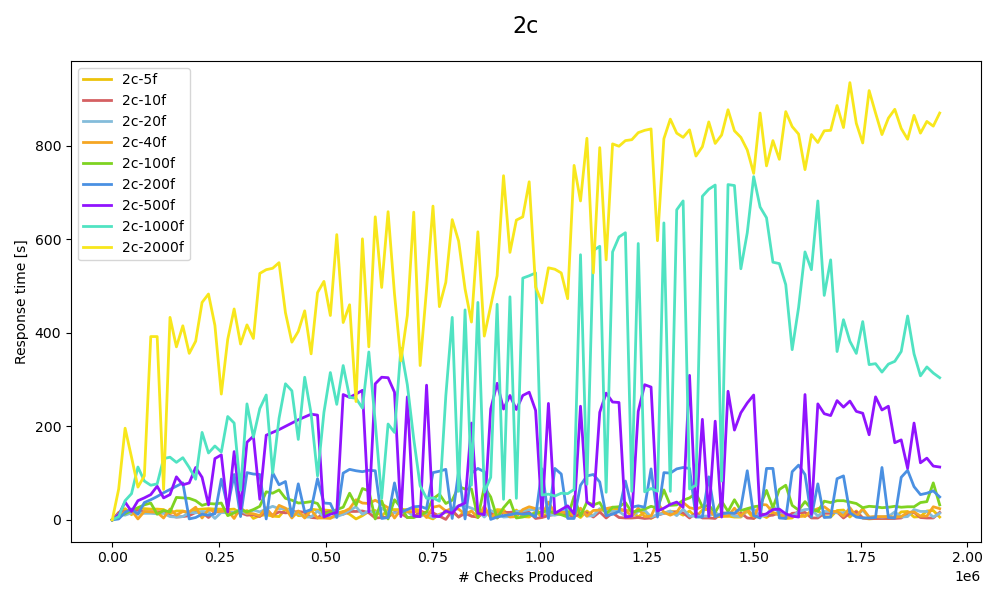 2c
2c-5f
2c-10f
2c-20f
2c-40f
2c-100f
2c-200f
2c-500f
2c-1000f
2c-2000f
Response time [s]
800
600
400
200
0
0.00 0.25 0.50 0.75 1.00 1.25 1.50 1.75 2.00
1e6
# Checks Produced